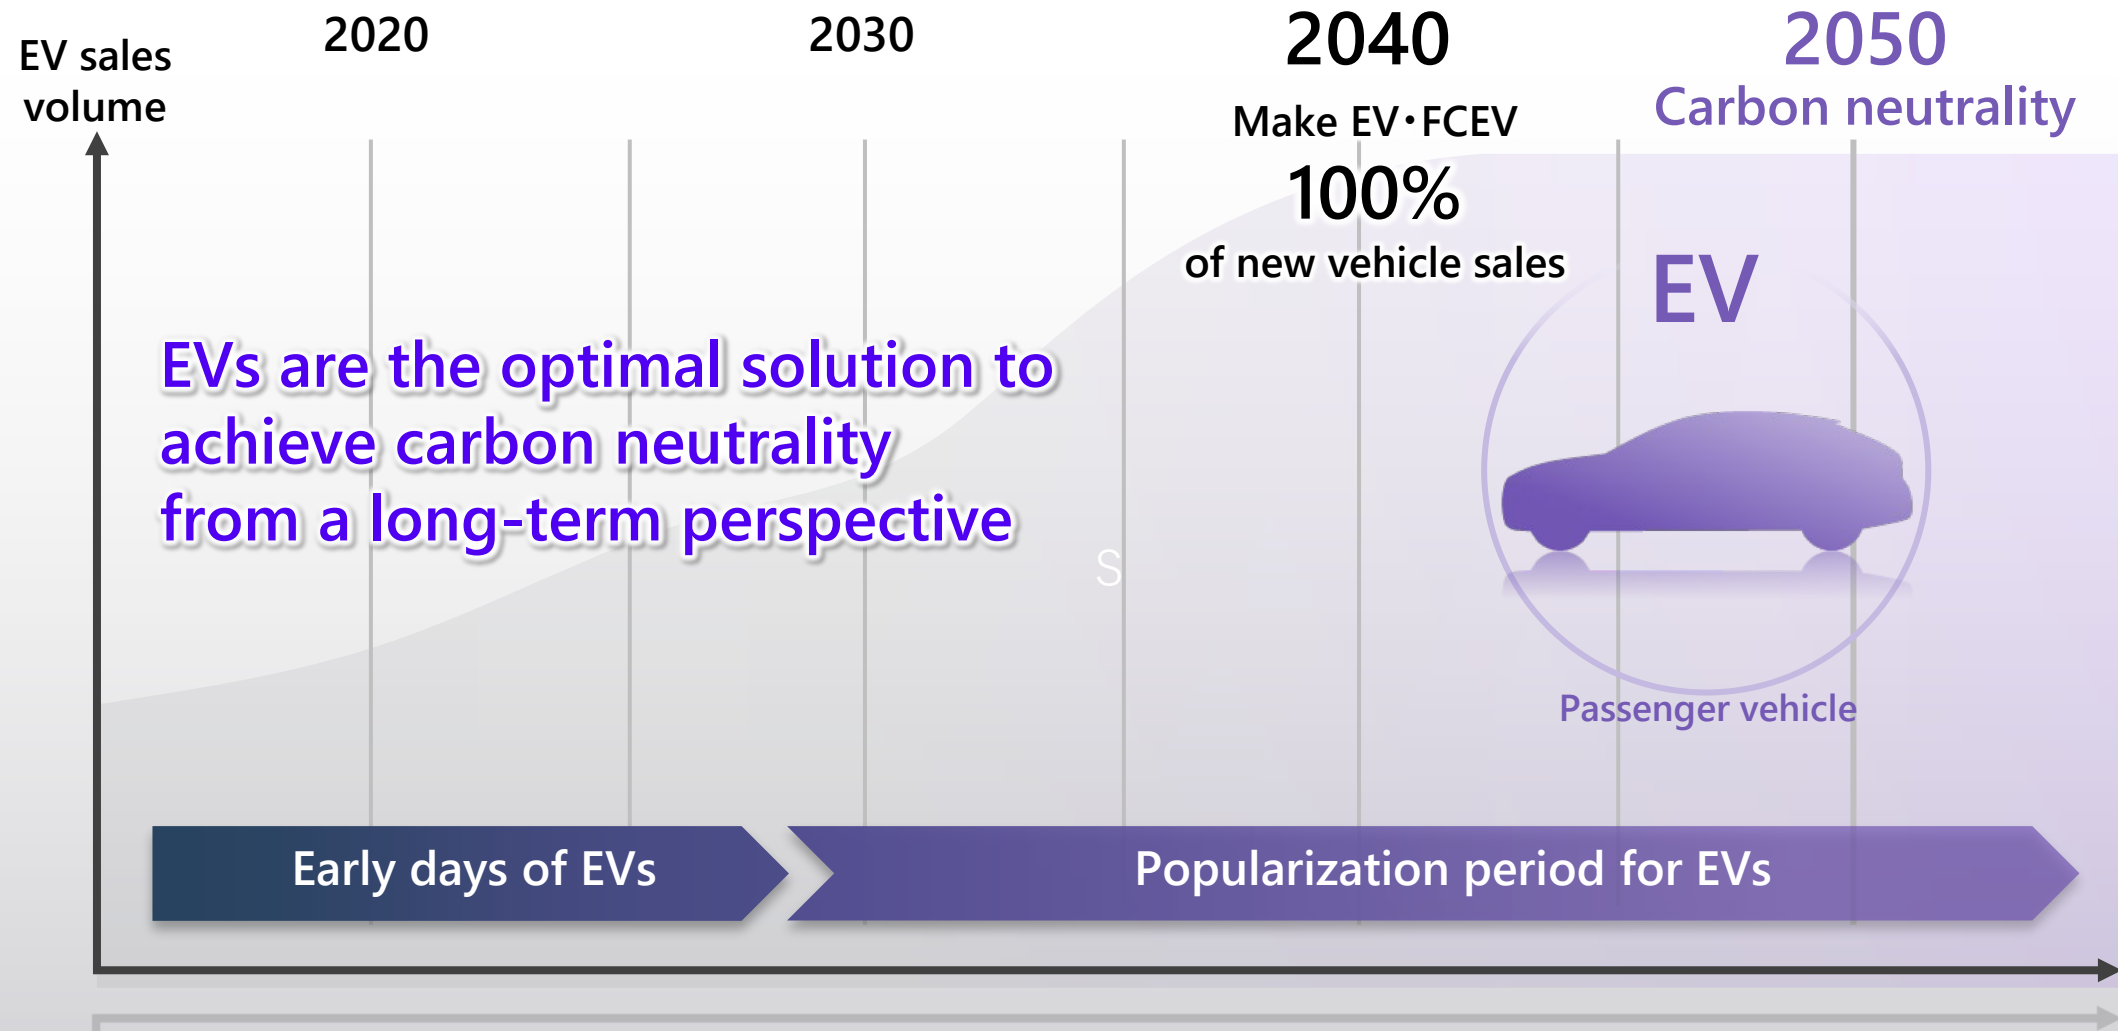 EV sales
volume
2020
2030
2040
Make EV・FCEV
100%
of new vehicle sales
2050
Carbon neutrality
EVs are the optimal solution to
achieve carbon neutrality
from a long-term perspective
S
EV
Passenger vehicle
Early days of EVs
Popularization period for EVs